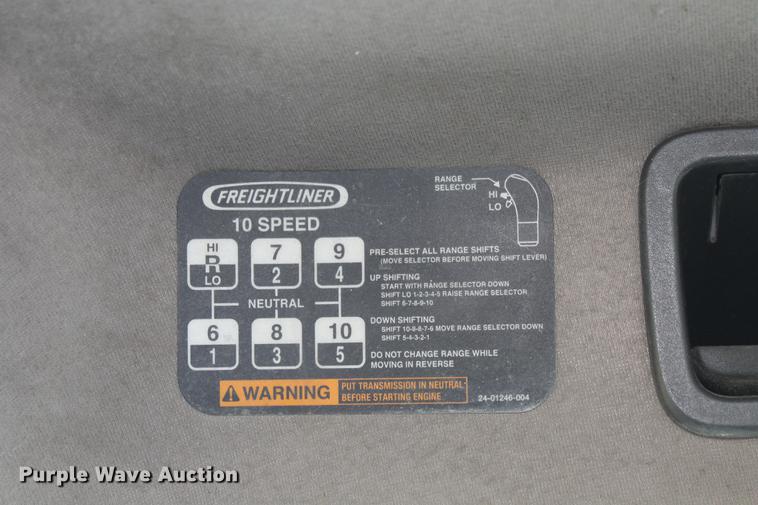 FREIGHTLINER
10 SPEED
RANGE
SELECTOR
HI
LO
HI
R
LO
7
2
9
4
NEUTRAL
6
1
8
3
10
5
PRE-SELECT ALL RANGE SHIFTS
(MOVE SELECTOR BEFORE MOVING SHIFT LEVER)
UP SHIFTING
START WITH RANGE SELECTOR DOWN
SHIFT LO 1-2-3-4-5 RAISE RANGE SELECTOR
SHIFT 6-7-8-9-10
DOWN SHIFTING
SHIFT 10-9-8-7-6 MOVE RANGE SELECTOR DOWN
SHIFT 5-4-3-2-1
DO NOT CHANGE RANGE WHILE
MOVING IN REVERSE
WARNING
PUT TRANSMISSION IN NEUTRAL
BEFORE STARTING ENGINE
24-01246-004
Purple Wave Auction